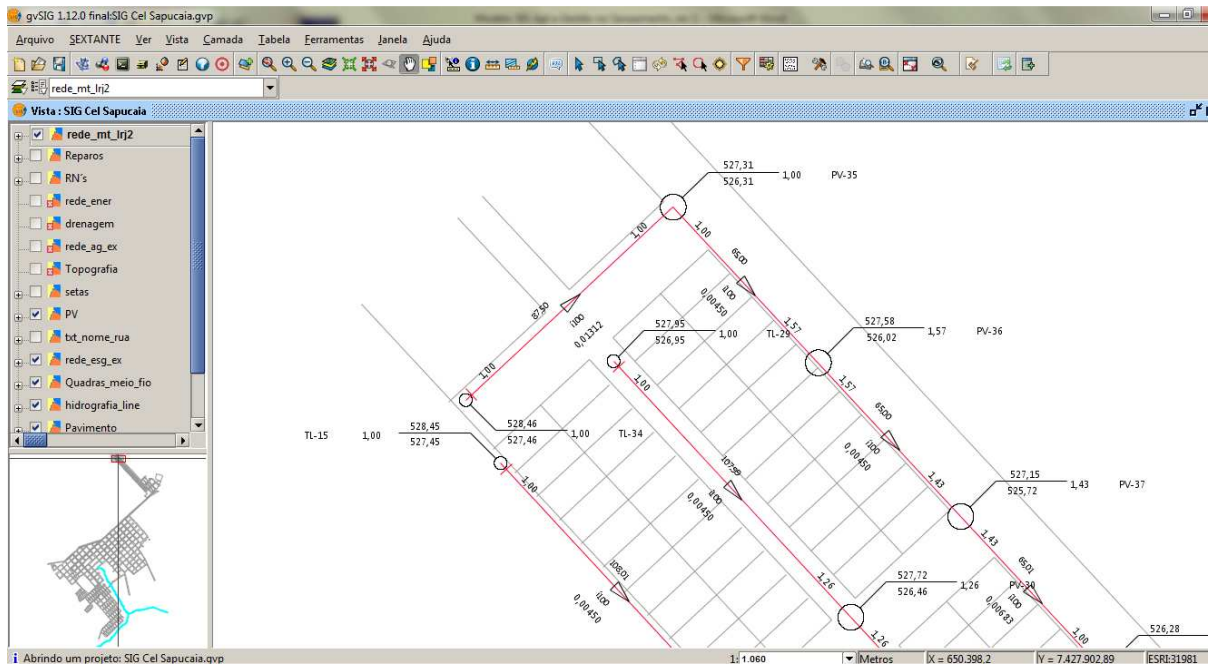 gvSIG 1.12.0 final:SIG Cel Sapucaia.gvp
Arquivo SEXTANTE Ver Vista Camada Tabela Ferramentas Janela Ajuda
rede_mt_lrj2
Vista : SIG Cel Sapucaia
rede_mt_lrj2
Reparos
RN's
rede_ener
drenagem
rede_ag_ex
Topografia
setas
PV
txt_nome_rua
rede_esg_ex
Quadras_meio_fio
hidrografia_line
Pavimento
527,31
526,31
1,00 PV-35
1,00
1,00
65,00
87,50
i100
0,01312
i100
0,00450
1,57
527,58
526,02
1,57 PV-36
527,95
526,95
1,00 TL-29
1,00
1,00
1,57
65,00
528,46
527,46
1,00 TL-34
TL-15 1,00
528,45
527,45
1,00
107,99
i100
0,00450
i100
0,00450
1,43
527,15
525,72
1,43 PV-37
1,43
65,01
108,01
i100
0,00450
1,26
527,72
526,46
1,26 PV-30
i100
0,00683
1,26
1,00
526,28
Abrindo um projeto: SIG Cel Sapucaia.gvp
1: 1.060
Metros
X = 650.398,2
Y = 7.427.902,89
ESRI:31981